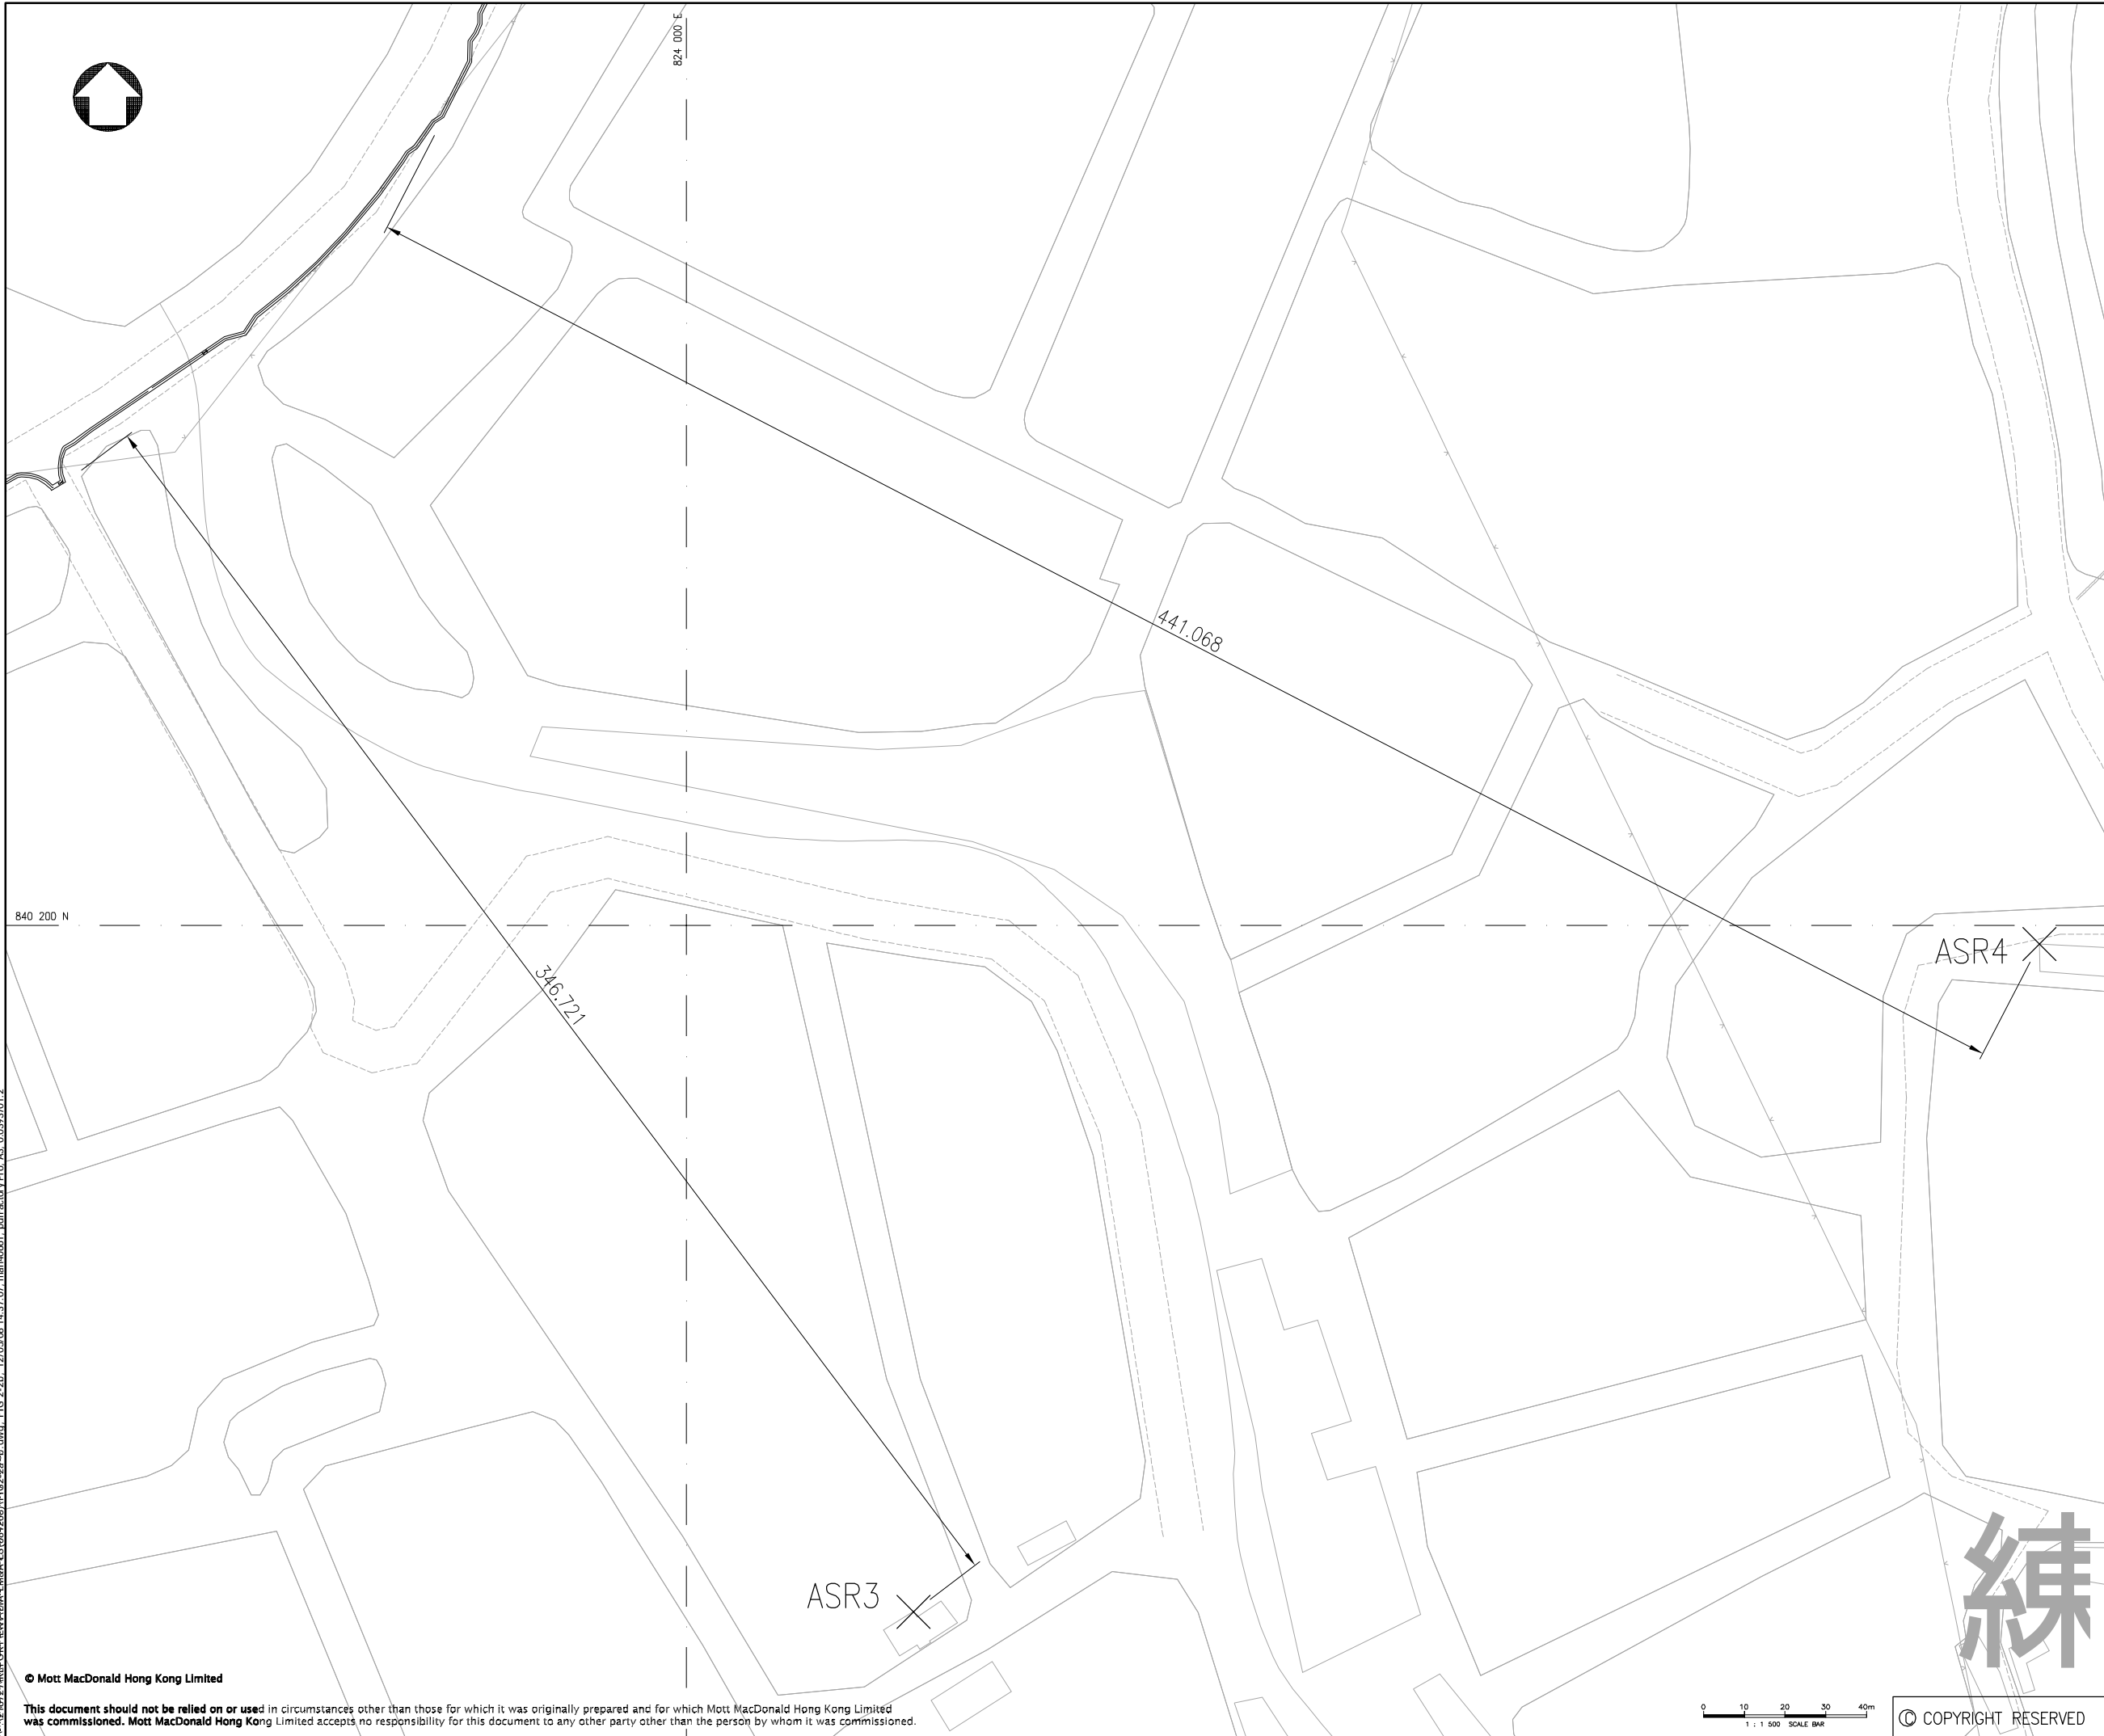 824 000 E
441.068
840 200 N
ASR4
346.721
ASR3
練
© Mott MacDonald Hong Kong Limited
This document should not be relied on or used in circumstances other than those for which it was originally prepared and for which Mott MacDonald Hong Kong Limited
was commissioned. Mott MacDonald Hong Kong Limited accepts no responsibility for this document to any other party other than the person by whom it was commissioned.
0 10 20 30 40m
1 : 1 500 SCALE BAR
© COPYRIGHT RESERVED